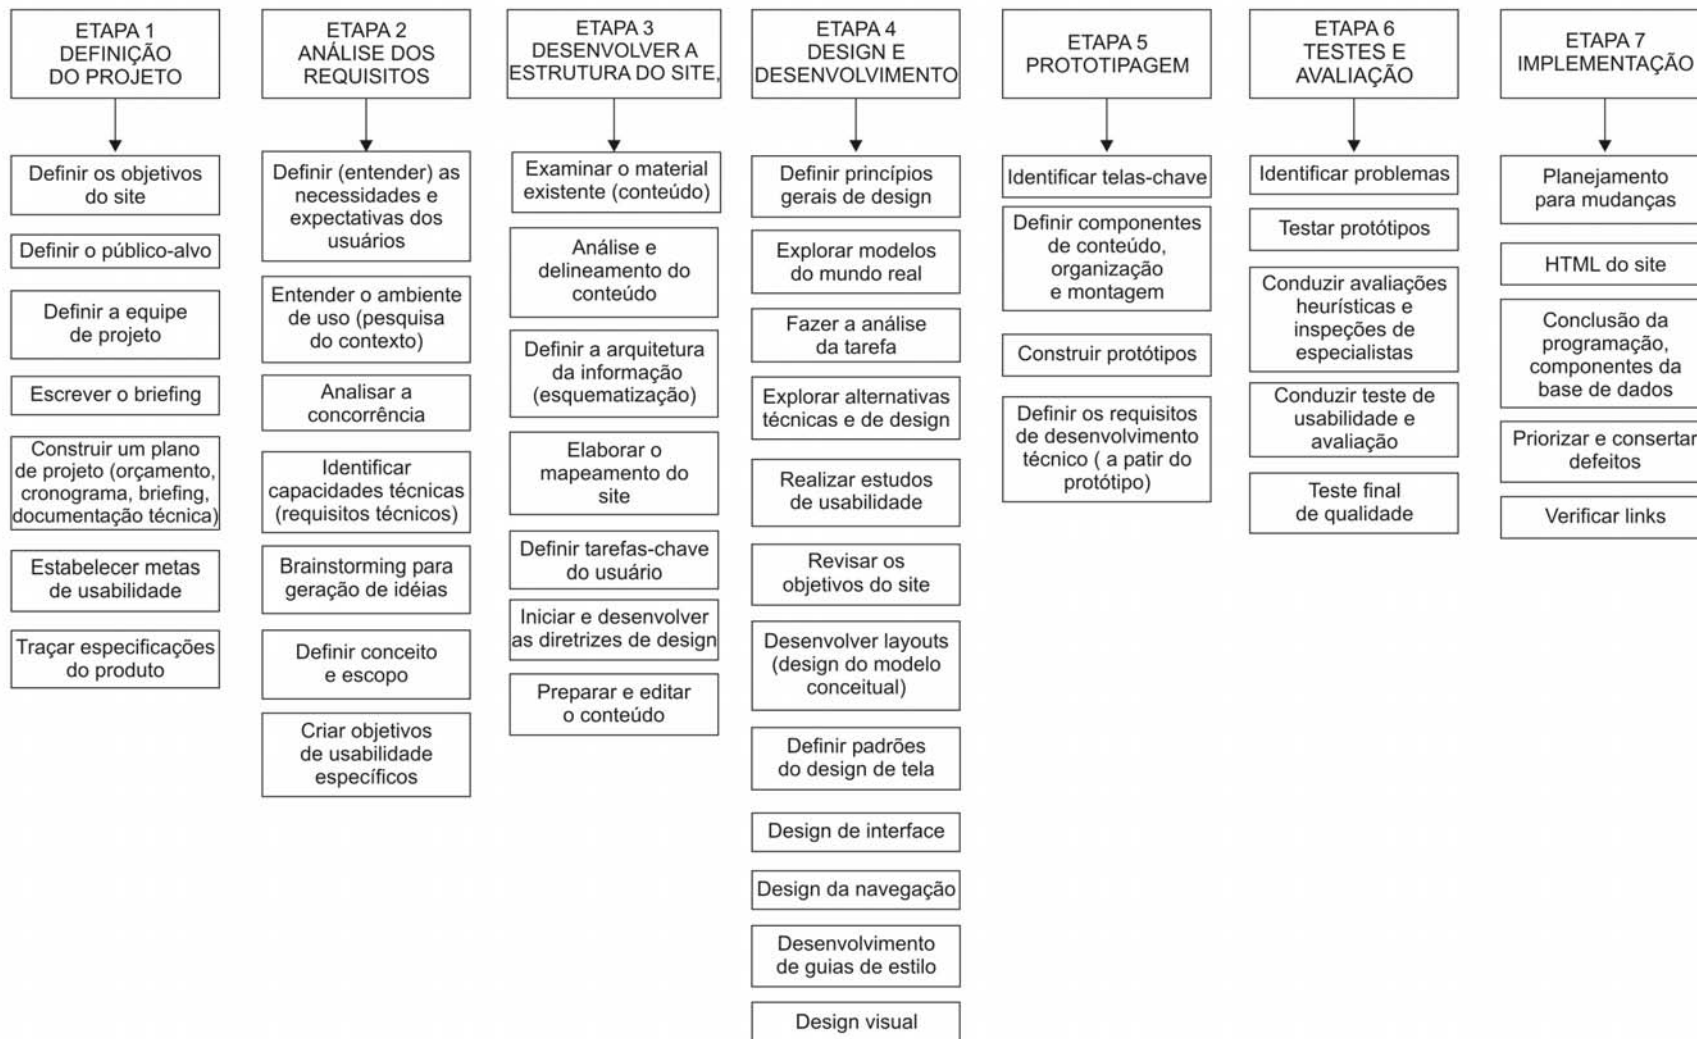 ETAPA 1
DEFINIÇÃO
DO PROJETO
Definir os objetivos
do site
Definir o público-alvo
Definir a equipe
de projeto
Escrever o briefing
Construir um plano
de projeto (orçamento,
cronograma, briefing,
documentação técnica)
Estabelecer metas
de usabilidade
Traçar especificações
do produto
ETAPA 2
ANÁLISE DOS
REQUISITOS
Definir (entender) as
necessidades e
expectativas dos
usuários
Entender o ambiente
de uso (pesquisa
do contexto)
Analisar a
concorrência
Identificar
capacidades técnicas
(requisitos técnicos)
Brainstorming para
geração de idéias
Definir conceito
e escopo
Criar objetivos
de usabilidade
específicos
ETAPA 3
DESENVOLVER A
ESTRUTURA DO SITE,
Examinar o material
existente (conteúdo)
Análise e
delineamento do
conteúdo
Definir a arquitetura
da informação
(esquematização)
Elaborar o
mapeamento do
site
Definir tarefas-chave
do usuário
Iniciar e desenvolver
as diretrizes de design
Preparar e editar
o conteúdo
ETAPA 4
DESIGN E
DESENVOLVIMENTO
Definir princípios
gerais de design
Explorar modelos
do mundo real
Fazer a análise
da tarefa
Explorar alternativas
técnicas e de design
Realizar estudos
de usabilidade
Revisar os
objetivos do site
Desenvolver layouts
(design do modelo
conceitual)
Definir padrões
do design de tela
Design de interface
Design da navegação
Desenvolvimento
de guias de estilo
Design visual
ETAPA 5
PROTOTIPAGEM
Identificar telas-chave
Definir componentes
de conteúdo,
organização
e montagem
Construir protótipos
Definir os requisitos
de desenvolvimento
técnico ( a patir do
protótipo)
ETAPA 6
TESTES E
AVALIAÇÃO
Identificar problemas
Testar protótipos
Conduzir avaliações
heurísticas e
inspeções de
especialistas
Conduzir teste de
usabilidade e
avaliação
Teste final
de qualidade
ETAPA 7
IMPLEMENTAÇÃO
Planejamento
para mudanças
HTML do site
Conclusão da
programação,
componentes da
base de dados
Priorizar e consertar
defeitos
Verificar links